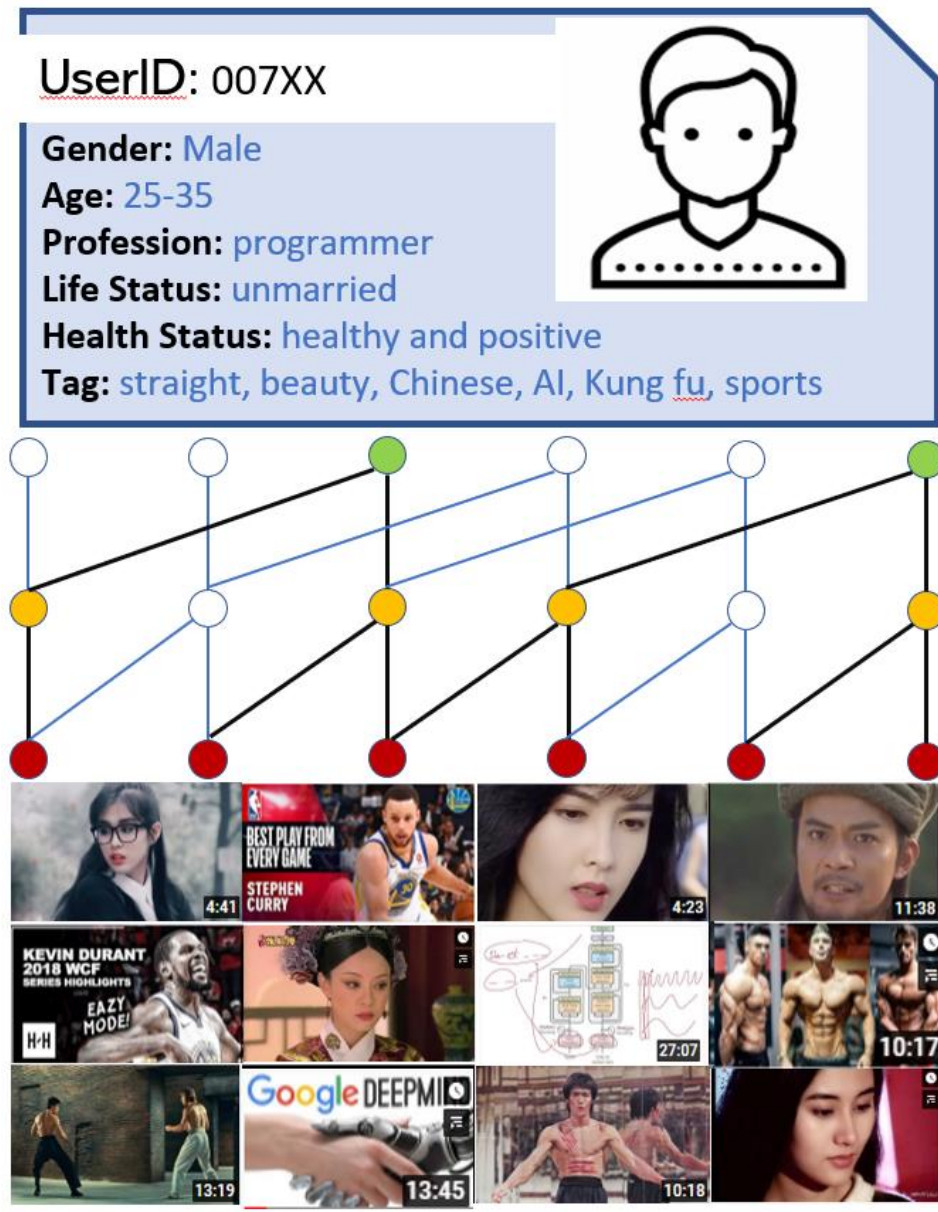 UserID: 007XX
Gender: Male
Age: 25-35
Profession: programmer
Life Status: unmarried
Health Status: healthy and positive
Tag: straight, beauty, Chinese, AI, Kung fu, sports
4:41
BEST PLAY FROM
EVERY GAME
STEPHEN
CURRY
30
4:23
11:38
KEVIN DURANT
2018 WCF
SERIES HIGHLIGHTS
EAZY
MODE!
H+H
27:07
10:17
13:19
Google DEEPMIND
13:45
10:18